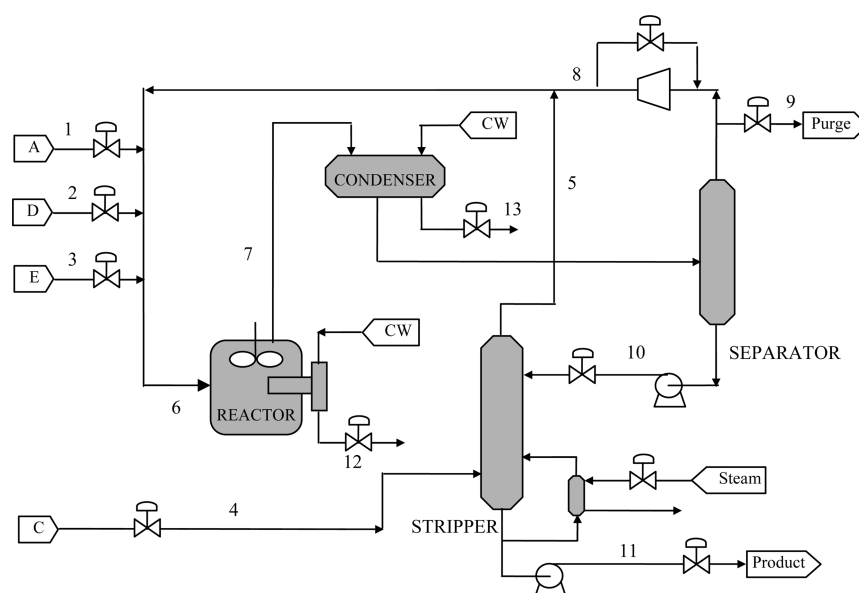 8
9
Purge
1
A
CW
CONDENSER
2
D
13
5
3
E
7
CW
10
SEPARATOR
6
REACTOR
12
Steam
4
C
STRIPPER
11
Product